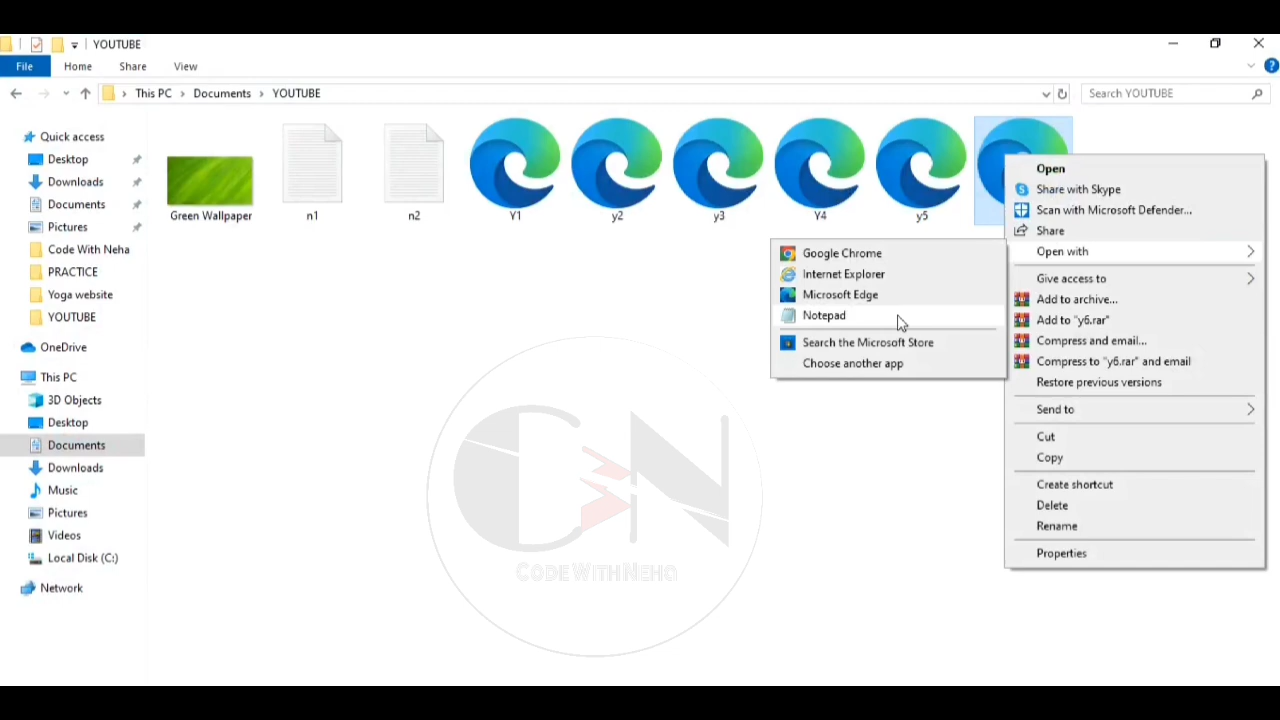 YOUTUBE
File Home Share View
This PC > Documents > YOUTUBE
Search YOUTUBE
Quick access
Desktop
Downloads
Documents
Pictures
Code With Neha
PRACTICE
Yoga website
YOUTUBE
OneDrive
This PC
3D Objects
Desktop
Documents
Downloads
Music
Pictures
Videos
Local Disk (C:)
Network
Green Wallpaper
n1
n2
Y1
y2
y3
Y4
y5
Open
Share with Skype
Scan with Microsoft Defender...
Share
Open with
Give access to
Add to archive...
Add to "y6.rar"
Compress and email...
Compress to "y6.rar" and email
Restore previous versions
Send to
Cut
Copy
Create shortcut
Delete
Rename
Properties
Google Chrome
Internet Explorer
Microsoft Edge
Notepad
Search the Microsoft Store
Choose another app
CODEWITHNEHA